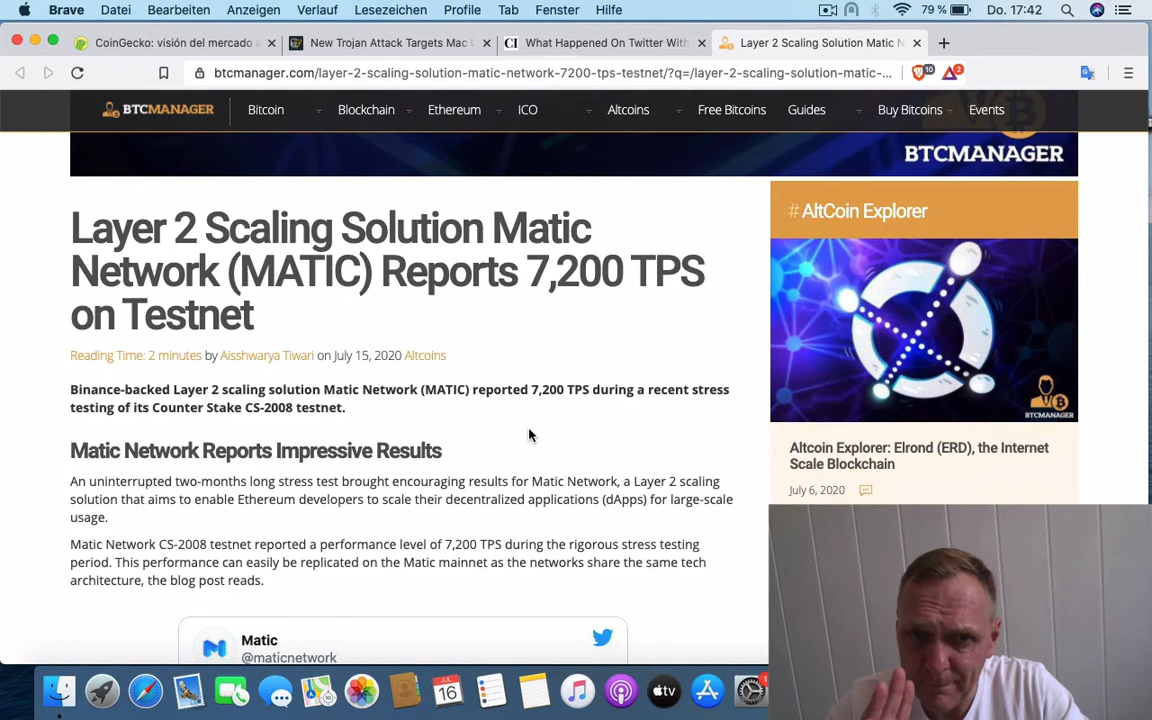 Brave Datei Bearbeiten Anzeigen Verlauf Lesezeichen Profile Tab Fenster Hilfe 79 % Do. 17:42
CoinGecko: visión del mercado a New Trojan Attack Targets Mac U What Happened On Twitter With Layer 2 Scaling Solution Matic N
btcmanager.com/layer-2-scaling-solution-matic-network-7200-tps-testnet/?q=/layer-2-scaling-solution-matic-... 10 2
BTCMANAGER Bitcoin Blockchain Ethereum ICO Altcoins Free Bitcoins Guides Buy Bitcoins Events
BTCMANAGER
Layer 2 Scaling Solution Matic
Network (MATIC) Reports 7,200 TPS
on Testnet
Reading Time: 2 minutes by Aisshwarya Tiwari on July 15, 2020 Altcoins
Binance-backed Layer 2 scaling solution Matic Network (MATIC) reported 7,200 TPS during a recent stress
testing of its Counter Stake CS-2008 testnet.
Matic Network Reports Impressive Results
An uninterrupted two-months long stress test brought encouraging results for Matic Network, a Layer 2 scaling
solution that aims to enable Ethereum developers to scale their decentralized applications (dApps) for large-scale
usage.
Matic Network CS-2008 testnet reported a performance level of 7,200 TPS during the rigorous stress testing
period. This performance can easily be replicated on the Matic mainnet as the networks share the same tech
architecture, the blog post reads.
Matic
@maticnetwork
# AltCoin Explorer
BTCMANAGER
Altcoin Explorer: Elrond (ERD), the Internet
Scale Blockchain
July 6, 2020
JUL
16
tv
1